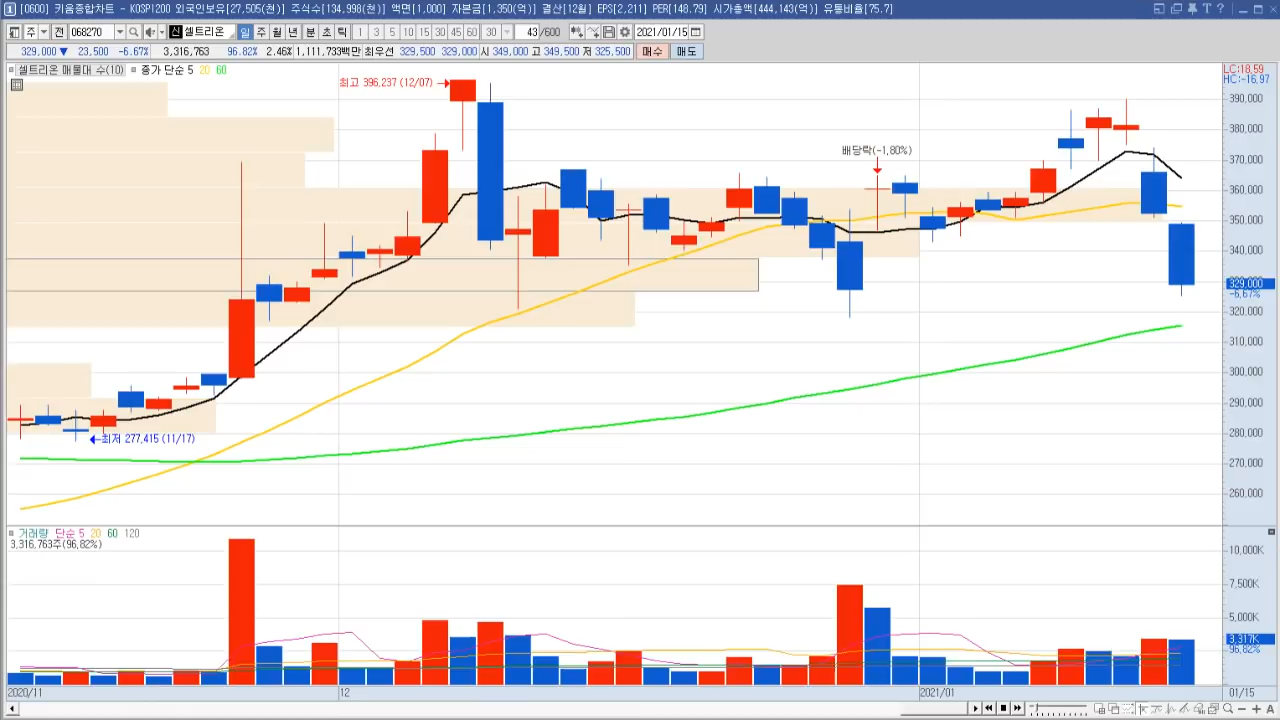 [0600] 키움종합차트 - KOSPI200 외국인보유[27,505(천)] 주식수[134,998(천)] 액면[1,000] 자본금[1,350(억)] 결산[12월] EPS[2,211] PER[148.79] 시가총액[444,143(억)] 유통비율[75.7]
주 전 068270 신 셀트리온 일 주 월 년 분 초 틱 1 3 5 10 15 30 45 60 30 43 /600 2021/01/15
329,000 ▼ 23,500 -6.67% 3,316,763 96.82% 2.46% 1,111,733백만 최우선 329,500 329,000 시 349,000 고 349,500 저 325,500 매수 매도
셀트리온 매물대 수(10) 종가 단순 5 20 60
LC:18.59
HC:-16.97
최고 396,237 (12/07)
390,000
380,000
배당락(-1.80%)
370,000
360,000
350,000
340,000
329,000
-6.67%
320,000
310,000
300,000
290,000
최저 277,415 (11/17)
280,000
270,000
260,000
거래량 단순 5 20 60 120
3,316,763주(96.82%)
10,000K
7,500K
5,000K
3,317K
96.82%
2020/11 12 2021/01 01/15